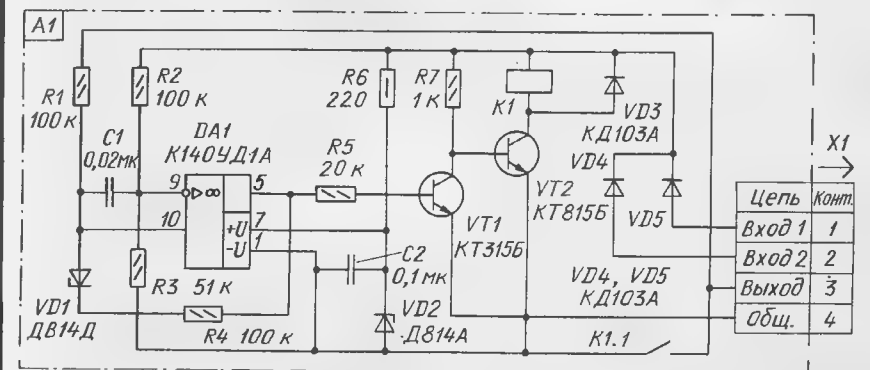 A1
R1
100 к
R2
100 к
C1
0,02мк
DA1
К140УД1А
9
10
▷ ∞
5
+U 7
-U 1
R5
20 к
R6
220
R7
1 к
K1
VD3
КД103А
VD4
VD5
VT1
КТ315Б
VT2
КТ815Б
VD4, VD5
КД103А
X1
Цепь Конт.
Вход 1 1
Вход 2 2
Выход 3
Общ. 4
R3 51 к
C2
0,1 мк
VD1
Д814Д
R4 100 к
VD2
Д814А
K1.1